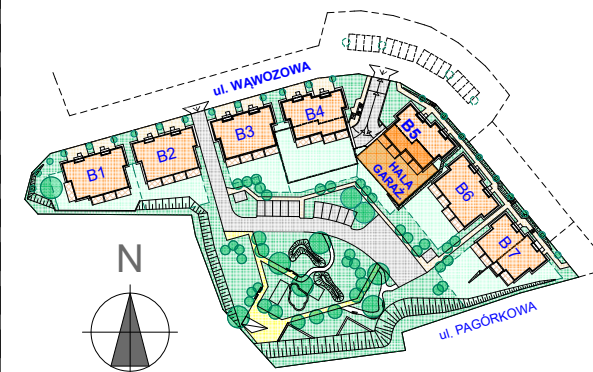 ul. WĄWOZOWA
B1
B2
B3
B4
B5
HALA
GARAŻ
B6
B7
N
ul. PAGÓRKOWA